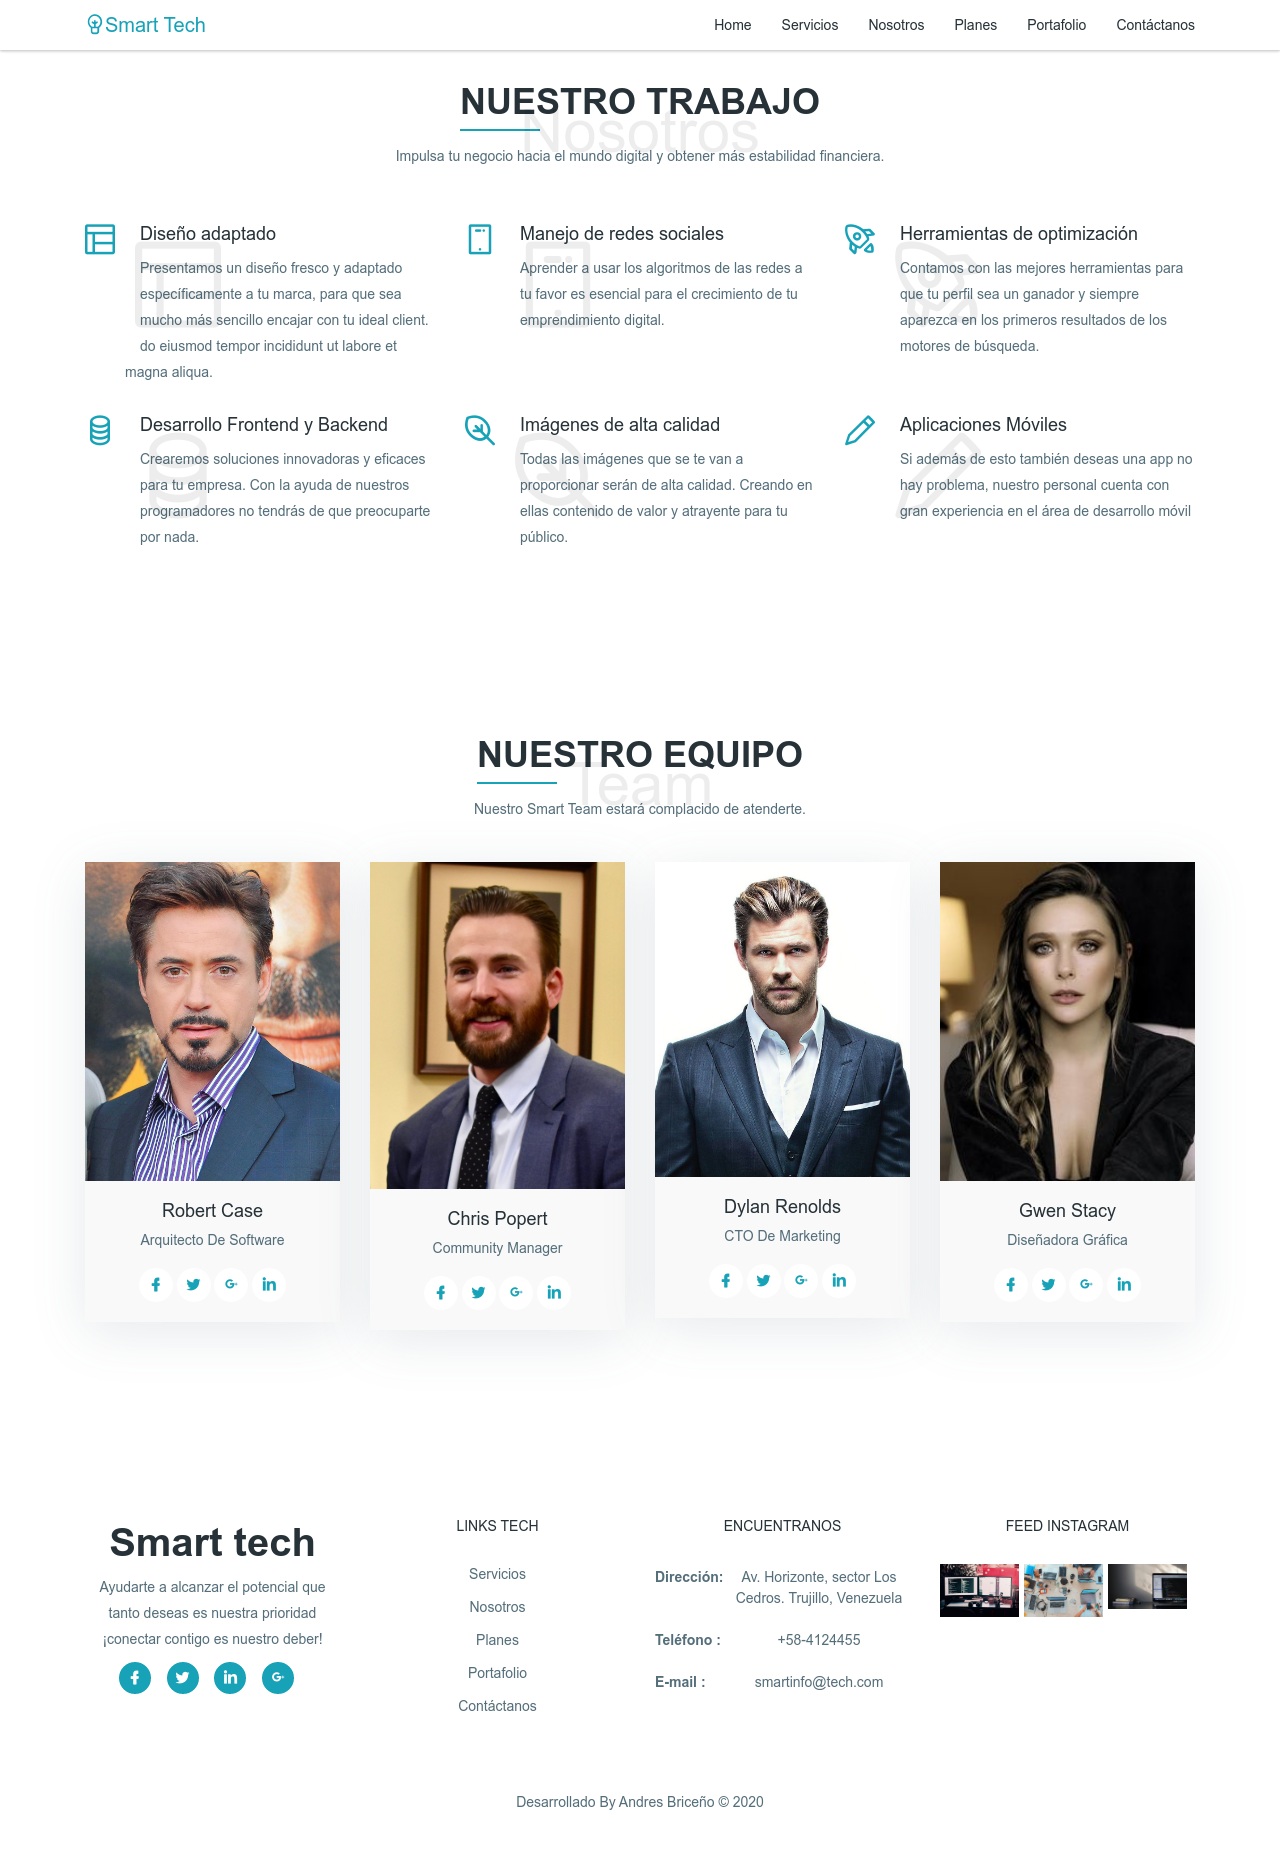 Smart Tech
Home Servicios Nosotros Planes Portafolio Contáctanos
NUESTRO TRABAJO
Nosotros
Impulsa tu negocio hacia el mundo digital y obtener más estabilidad financiera.
Diseño adaptado
Presentamos un diseño fresco y adaptado
específicamente a tu marca, para que sea
mucho más sencillo encajar con tu ideal client.
do eiusmod tempor incididunt ut labore et
magna aliqua.
Manejo de redes sociales
Aprender a usar los algoritmos de las redes a
tu favor es esencial para el crecimiento de tu
emprendimiento digital.
Herramientas de optimización
Contamos con las mejores herramientas para
que tu perfil sea un ganador y siempre
aparezca en los primeros resultados de los
motores de búsqueda.
Desarrollo Frontend y Backend
Crearemos soluciones innovadoras y eficaces
para tu empresa. Con la ayuda de nuestros
programadores no tendrás de que preocuparte
por nada.
Imágenes de alta calidad
Todas las imágenes que se te van a
proporcionar serán de alta calidad. Creando en
ellas contenido de valor y atrayente para tu
público.
Aplicaciones Móviles
Si además de esto también deseas una app no
hay problema, nuestro personal cuenta con
gran experiencia en el área de desarrollo móvil
NUESTRO EQUIPO
Team
Nuestro Smart Team estará complacido de atenderte.
Robert Case
Arquitecto De Software
Chris Popert
Community Manager
Dylan Renolds
CTO De Marketing
Gwen Stacy
Diseñadora Gráfica
Smart tech
Ayudarte a alcanzar el potencial que
tanto deseas es nuestra prioridad
¡conectar contigo es nuestro deber!
LINKS TECH
Servicios
Nosotros
Planes
Portafolio
Contáctanos
ENCUENTRANOS
Dirección: Av. Horizonte, sector Los
Cedros. Trujillo, Venezuela
Teléfono : +58-4124455
E-mail : smartinfo@tech.com
FEED INSTAGRAM
Desarrollado By Andres Briceño © 2020